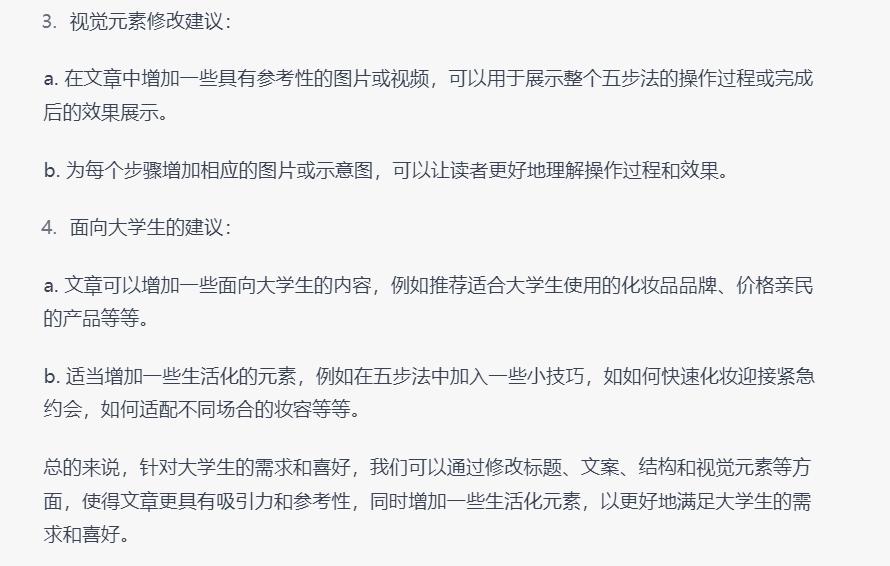 3. 视觉元素修改建议：
a. 在文章中增加一些具有参考性的图片或视频，可以用于展示整个五步法的操作过程或完成
后的效果展示。
b. 为每个步骤增加相应的图片或示意图，可以让读者更好地理解操作过程和效果。
4. 面向大学生的建议：
a. 文章可以增加一些面向大学生的内容，例如推荐适合大学生使用的化妆品品牌、价格亲民
的产品等等。
b. 适当增加一些生活化的元素，例如在五步法中加入一些小技巧，如如何快速化妆迎接紧急
约会，如何适配不同场合的妆容等等。
总的来说，针对大学生的需求和喜好，我们可以通过修改标题、文案、结构和视觉元素等方
面，使得文章更具有吸引力和参考性，同时增加一些生活化元素，以更好地满足大学生的需
求和喜好。